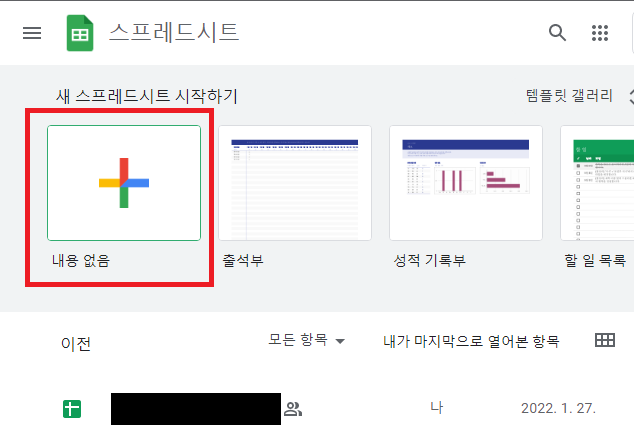 스프레드시트
새 스프레드시트 시작하기
템플릿 갤러리
내용 없음
출석부
성적 기록부
할 일 목록
이전
모든 항목
내가 마지막으로 열어본 항목
나
2022. 1. 27.